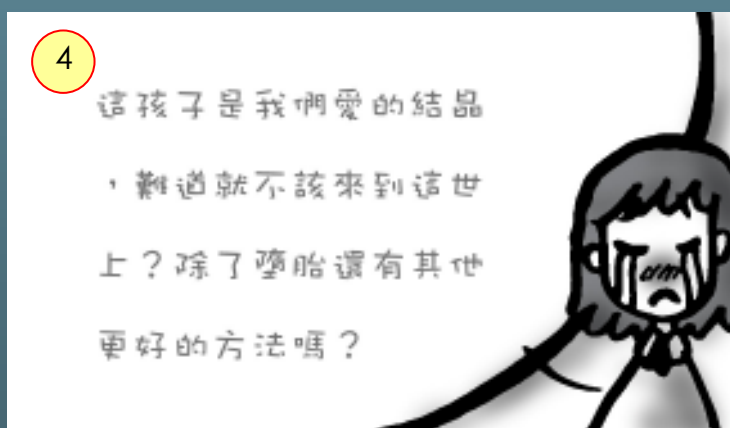 4
這孩子是我們愛的結晶
，難道就不該來到這世
上？除了墮胎還有其他
更好的方法嗎？